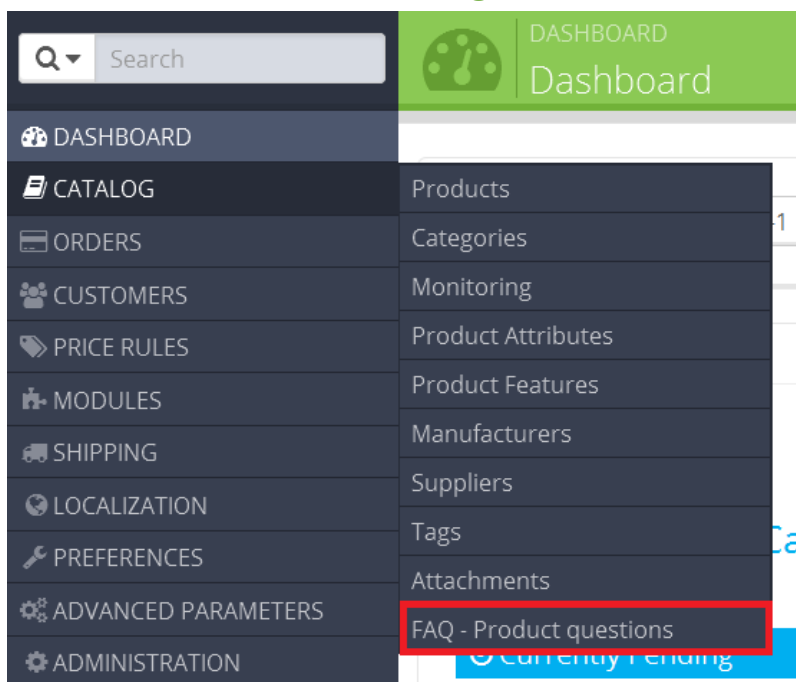 Search
DASHBOARD
Dashboard
DASHBOARD
CATALOG
ORDERS
CUSTOMERS
PRICE RULES
MODULES
SHIPPING
LOCALIZATION
PREFERENCES
ADVANCED PARAMETERS
ADMINISTRATION
Products
Categories
Monitoring
Product Attributes
Product Features
Manufacturers
Suppliers
Tags
Attachments
FAQ - Product questions
Currently Pending